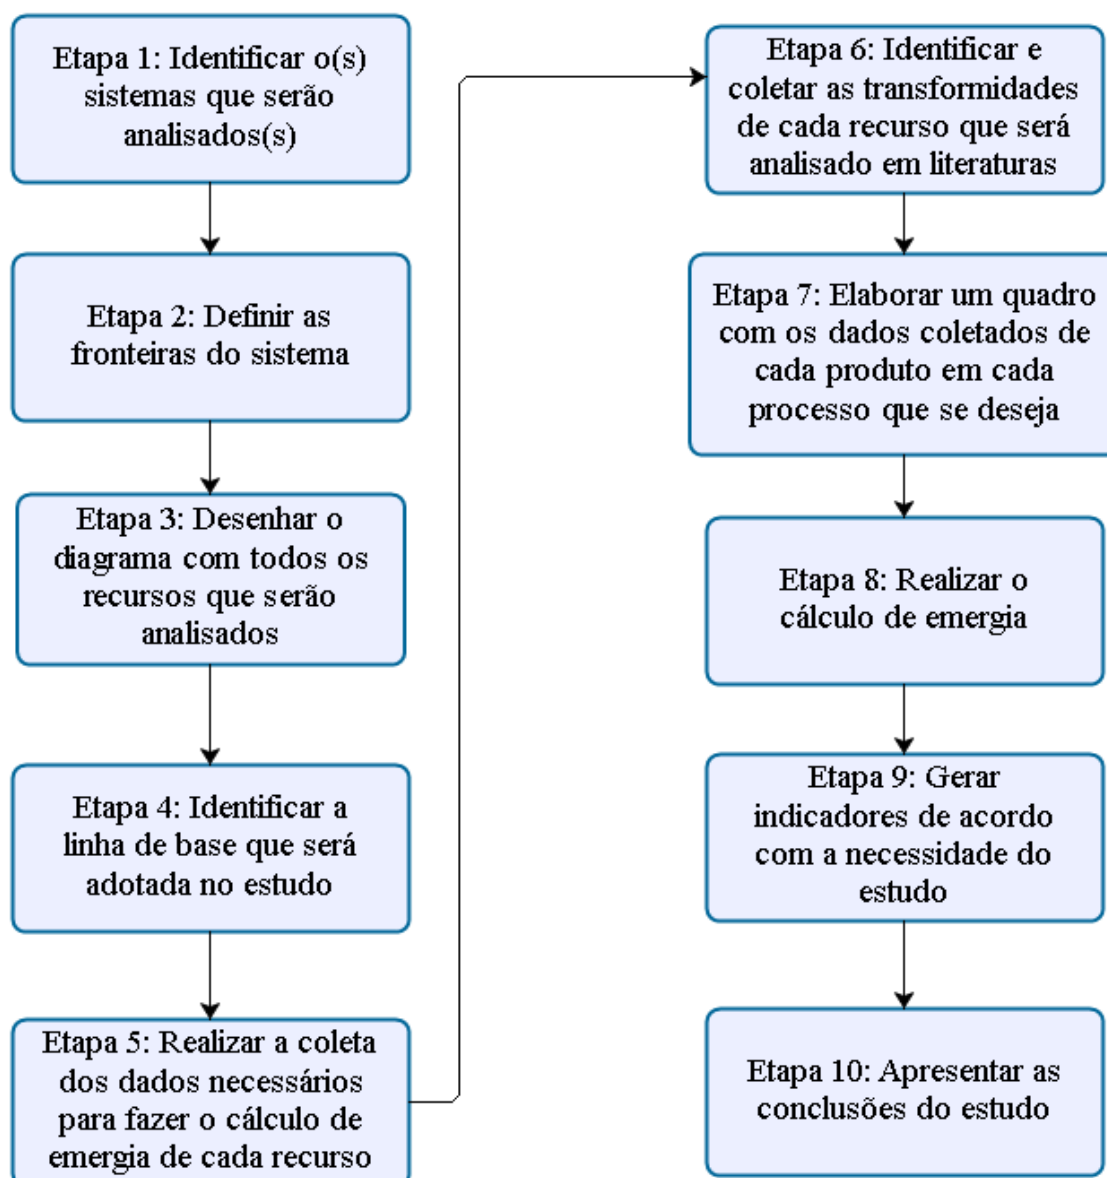 Etapa 1: Identificar o(s)
sistemas que serão
analisados(s)
Etapa 2: Definir as
fronteiras do sistema
Etapa 3: Desenhar o
diagrama com todos os
recursos que serão
analisados
Etapa 4: Identificar a
linha de base que será
adotada no estudo
Etapa 5: Realizar a coleta
dos dados necessários
para fazer o cálculo de
emergia de cada recurso
Etapa 6: Identificar e
coletar as transformidades
de cada recurso que será
analisado em literaturas
Etapa 7: Elaborar um quadro
com os dados coletados de
cada produto em cada
processo que se deseja
Etapa 8: Realizar o
cálculo de emergia
Etapa 9: Gerar
indicadores de acordo
com a necessidade do
estudo
Etapa 10: Apresentar as
conclusões do estudo